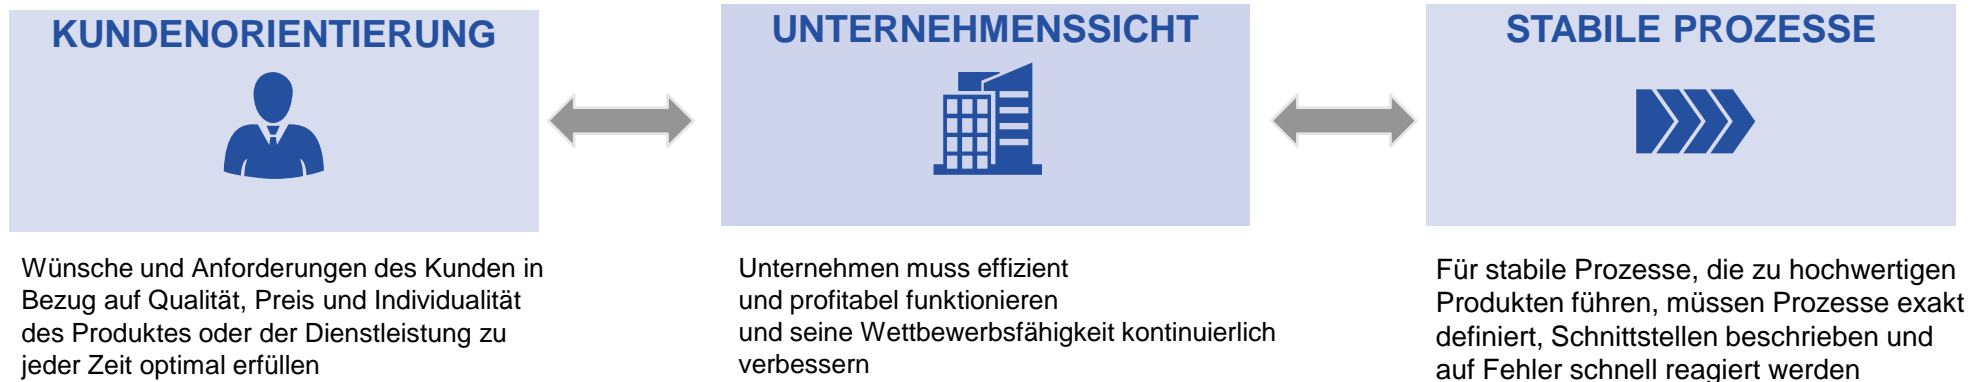 KUNDENORIENTIERUNG
Wünsche und Anforderungen des Kunden in
Bezug auf Qualität, Preis und Individualität
des Produktes oder der Dienstleistung zu
jeder Zeit optimal erfüllen
UNTERNEHMENSSICHT
Unternehmen muss effizient
und profitabel funktionieren
und seine Wettbewerbsfähigkeit kontinuierlich
verbessern
STABILE PROZESSE
Für stabile Prozesse, die zu hochwertigen
Produkten führen, müssen Prozesse exakt
definiert, Schnittstellen beschrieben und
auf Fehler schnell reagiert werden